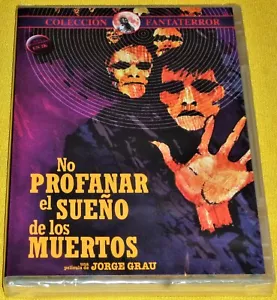 COLECCIÓN FANTATERROR
No
PROFANAR
el SUEÑO
de los
MUERTOS
una película de JORGE GRAU